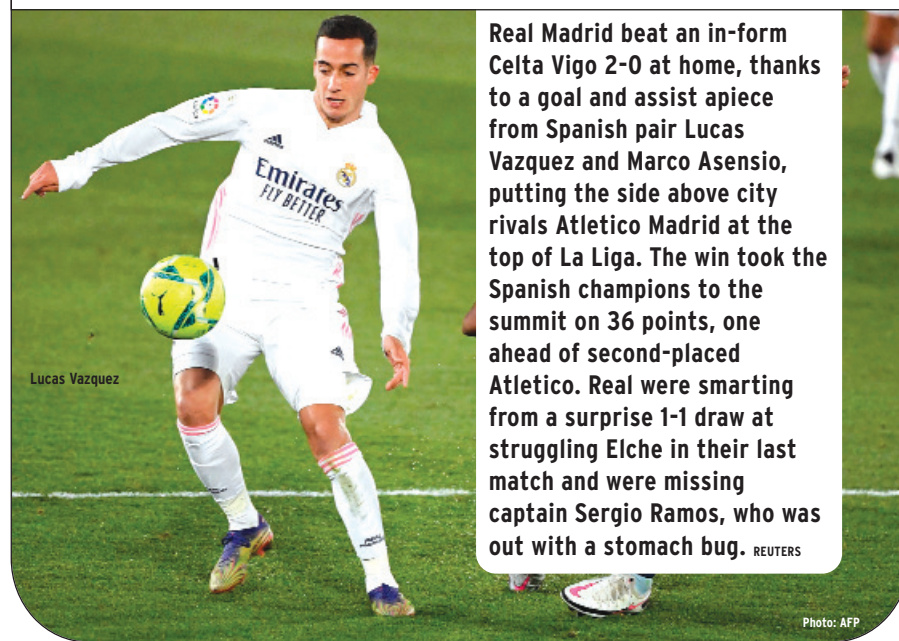 Real Madrid beat an in-form
Celta Vigo 2-0 at home, thanks
to a goal and assist apiece
from Spanish pair Lucas
Vazquez and Marco Asensio,
putting the side above city
rivals Atletico Madrid at the
top of La Liga. The win took the
Spanish champions to the
summit on 36 points, one
ahead of second-placed
Atletico. Real were smarting
from a surprise 1-1 draw at
struggling Elche in their last
match and were missing
captain Sergio Ramos, who was
out with a stomach bug. REUTERS
Emirates
FLY BETTER
Lucas Vazquez
Photo: AFP